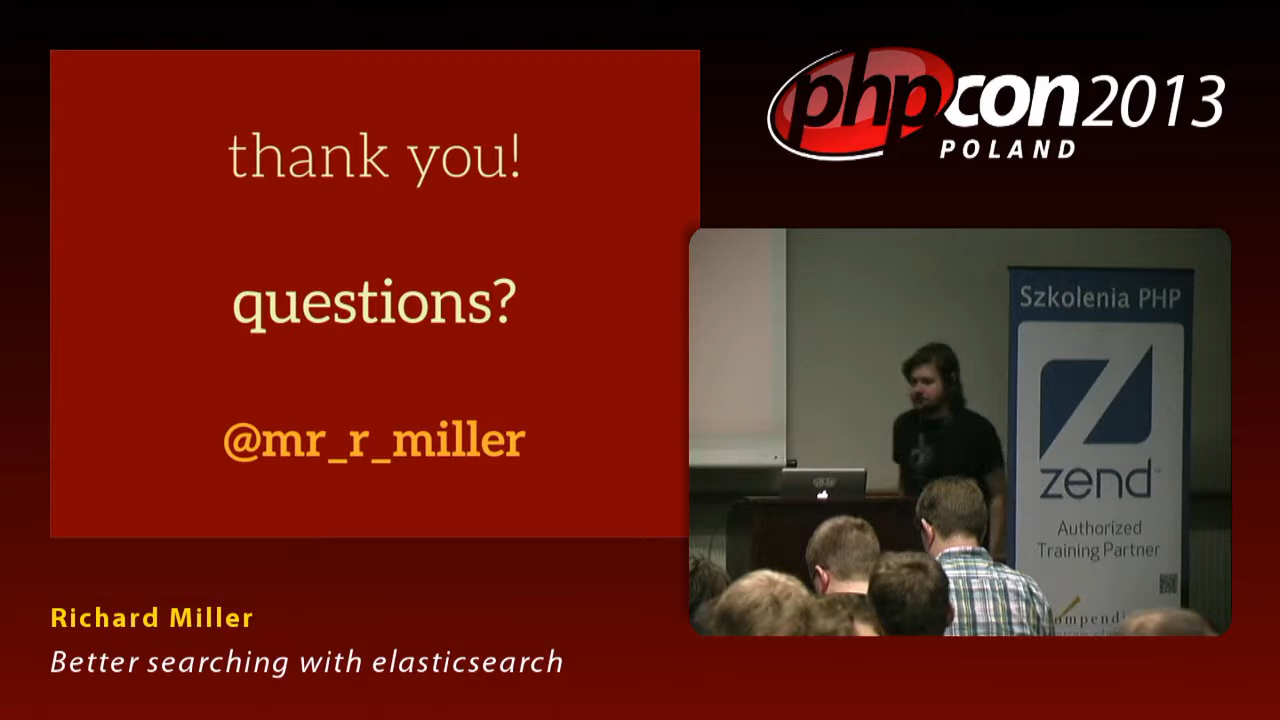 thank you!
questions?
@mr_r_miller
phpcon2013
POLAND
Szkolenia PHP
zend
Authorized
Training Partner
Richard Miller
Better searching with elasticsearch